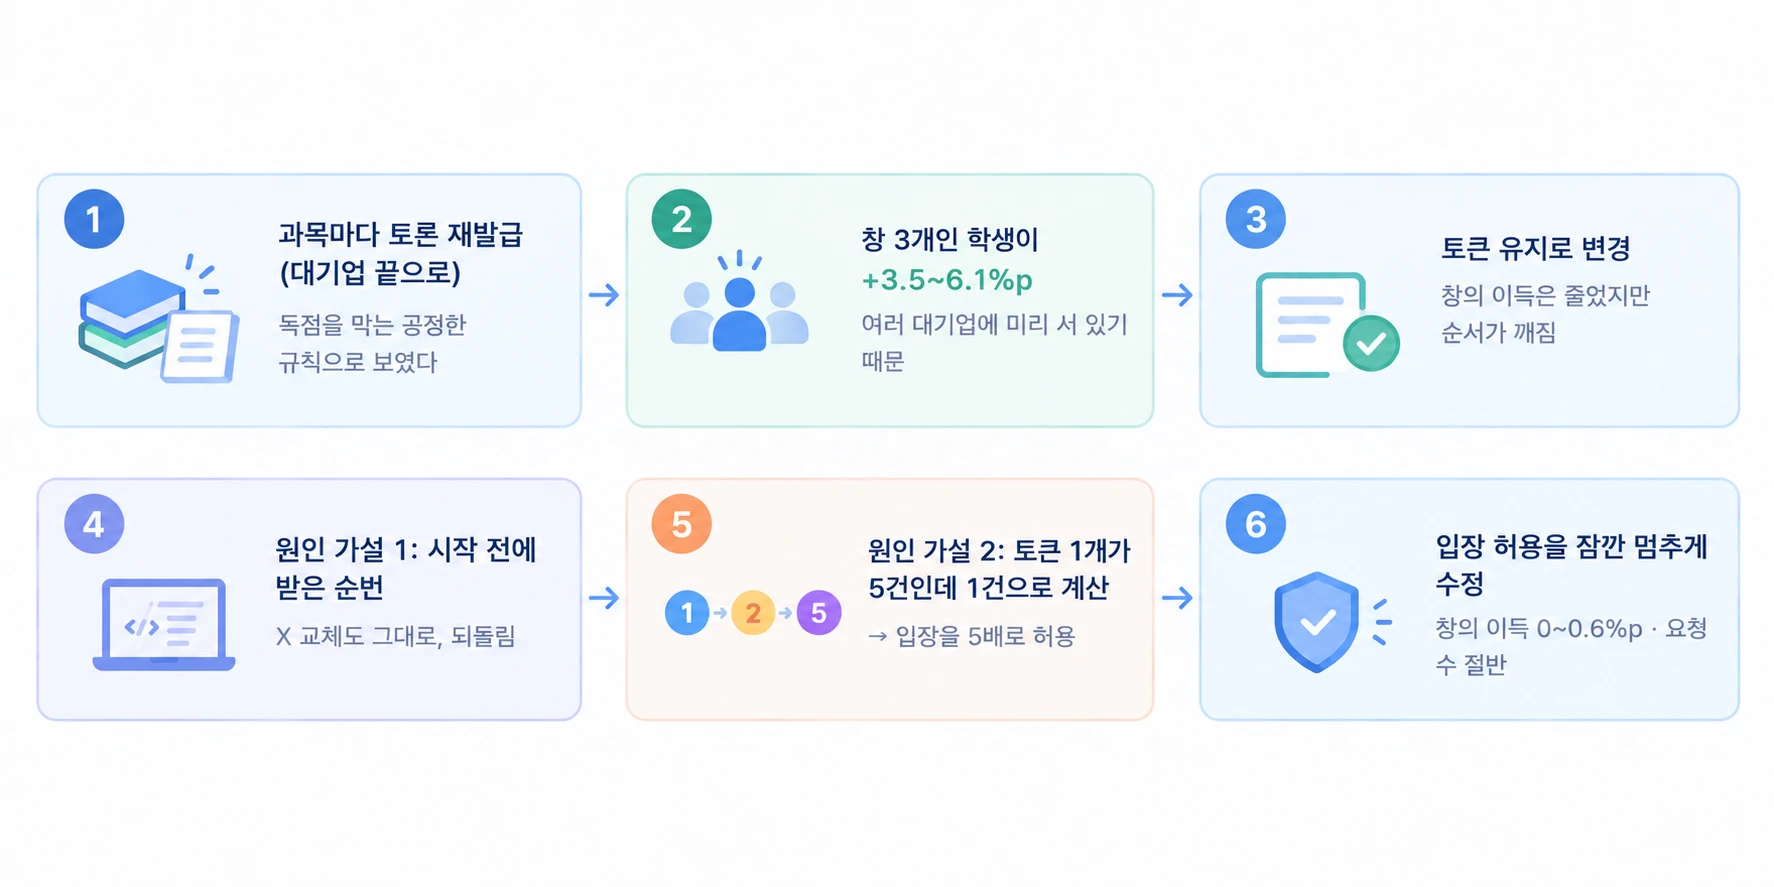 1
과목마다 토론 재발급
(대기업 끝으로)
독점을 막는 공정한
규칙으로 보였다
2
창 3개인 학생이
+3.5~6.1%p
여러 대기업에 미리 서 있기
때문
3
토큰 유지로 변경
창의 이득은 줄었지만
순서가 깨짐
4
</>
원인 가설 1: 시작 전에
받은 순번
X 교체도 그대로, 되돌림
5
1 → 2 → 5
원인 가설 2: 토큰 1개가
5건인데 1건으로 계산
→ 입장을 5배로 허용
6
입장 허용을 잠깐 멈추게
수정
창의 이득 0~0.6%p · 요청
수 절반